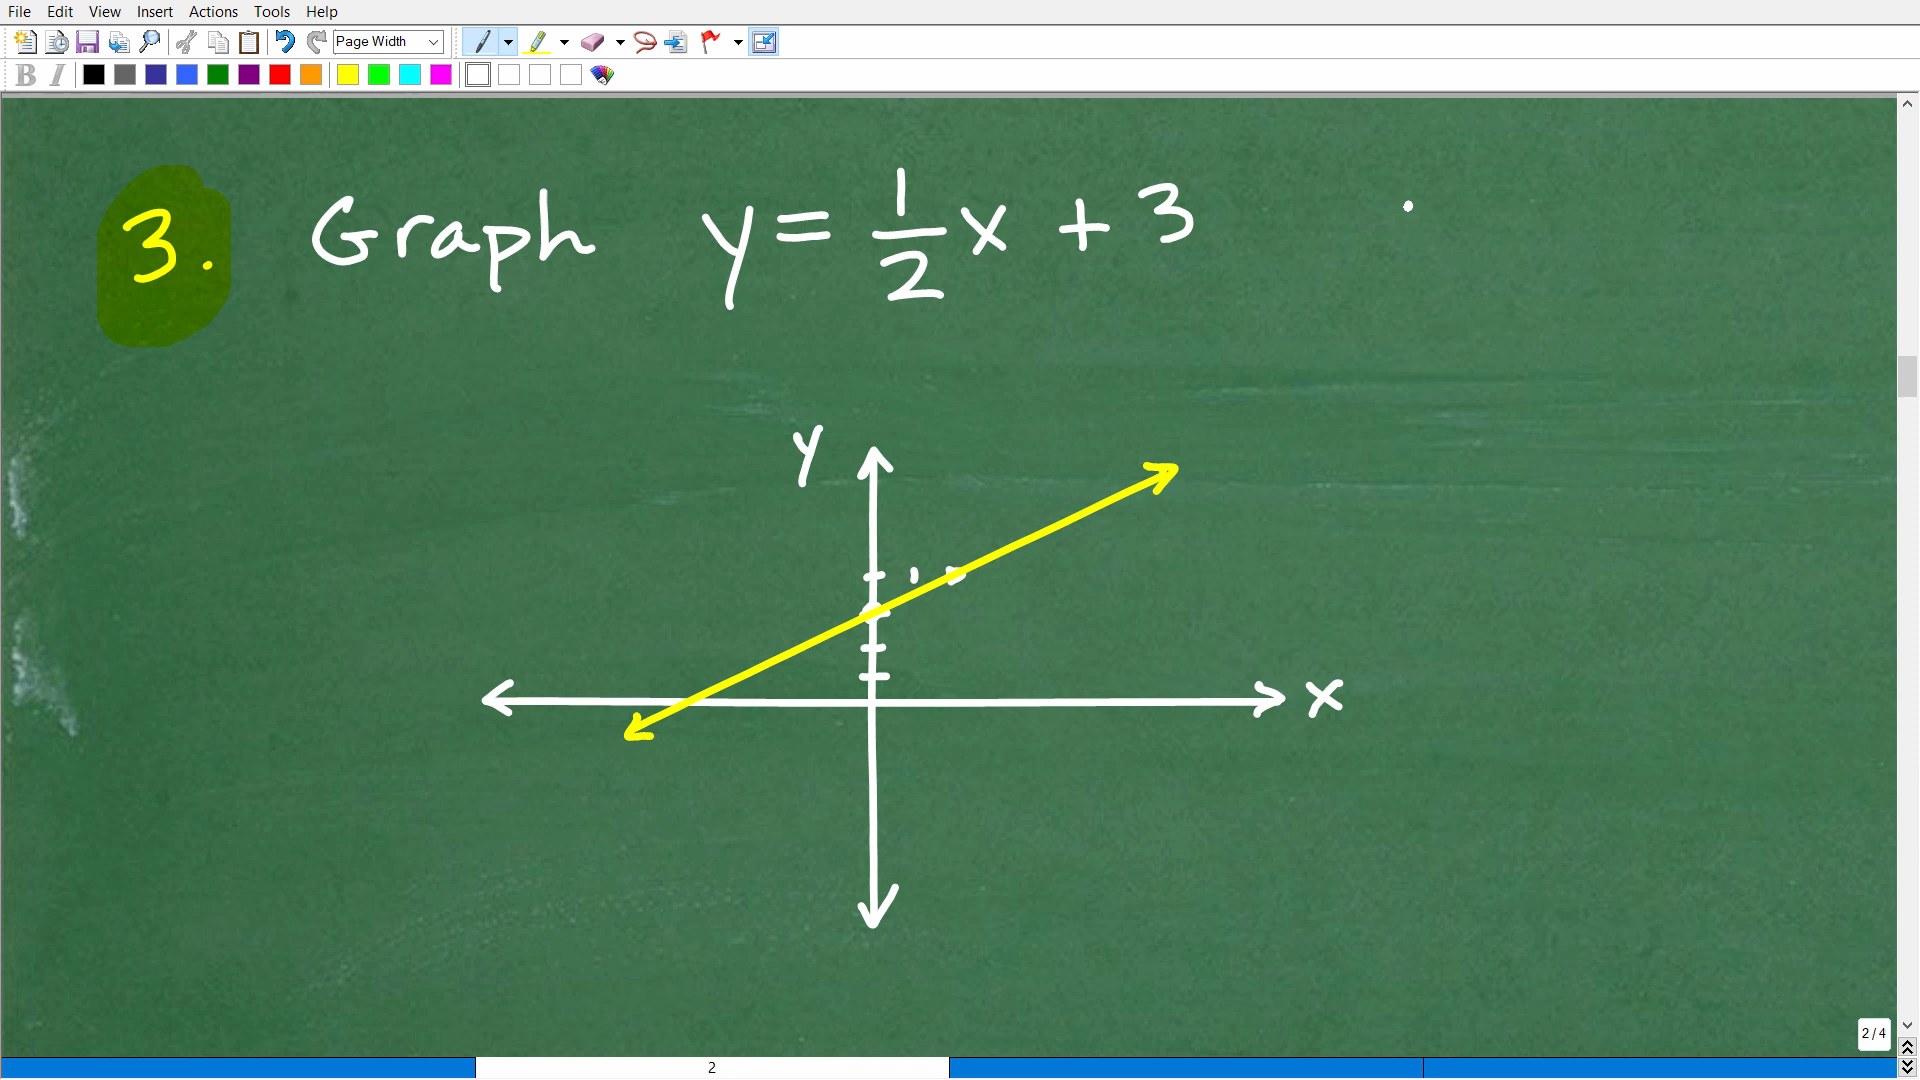 File Edit View Insert Actions Tools Help
Page Width
B I
3. Graph y = 1/2 x + 3
y
x
2 / 4
2